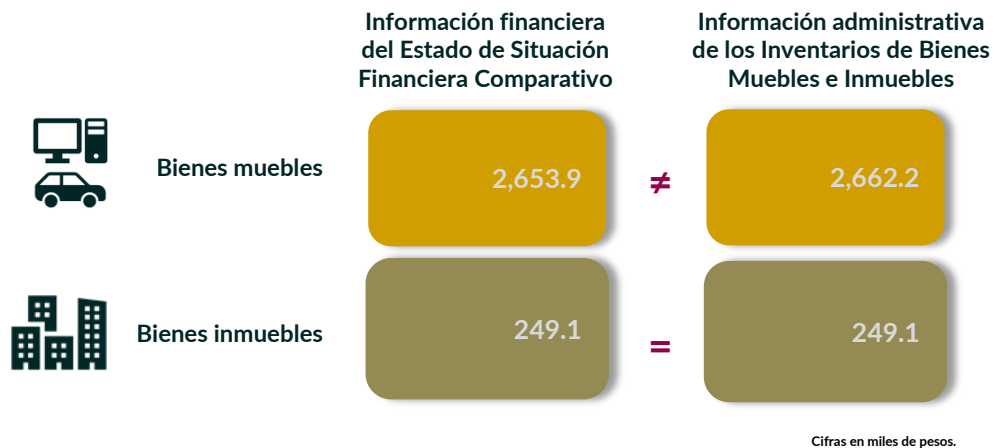 Información financiera
del Estado de Situación
Financiera Comparativo
Información administrativa
de los Inventarios de Bienes
Muebles e Inmuebles
Bienes muebles
2,653.9
≠
2,662.2
Bienes inmuebles
249.1
=
249.1
Cifras en miles de pesos.